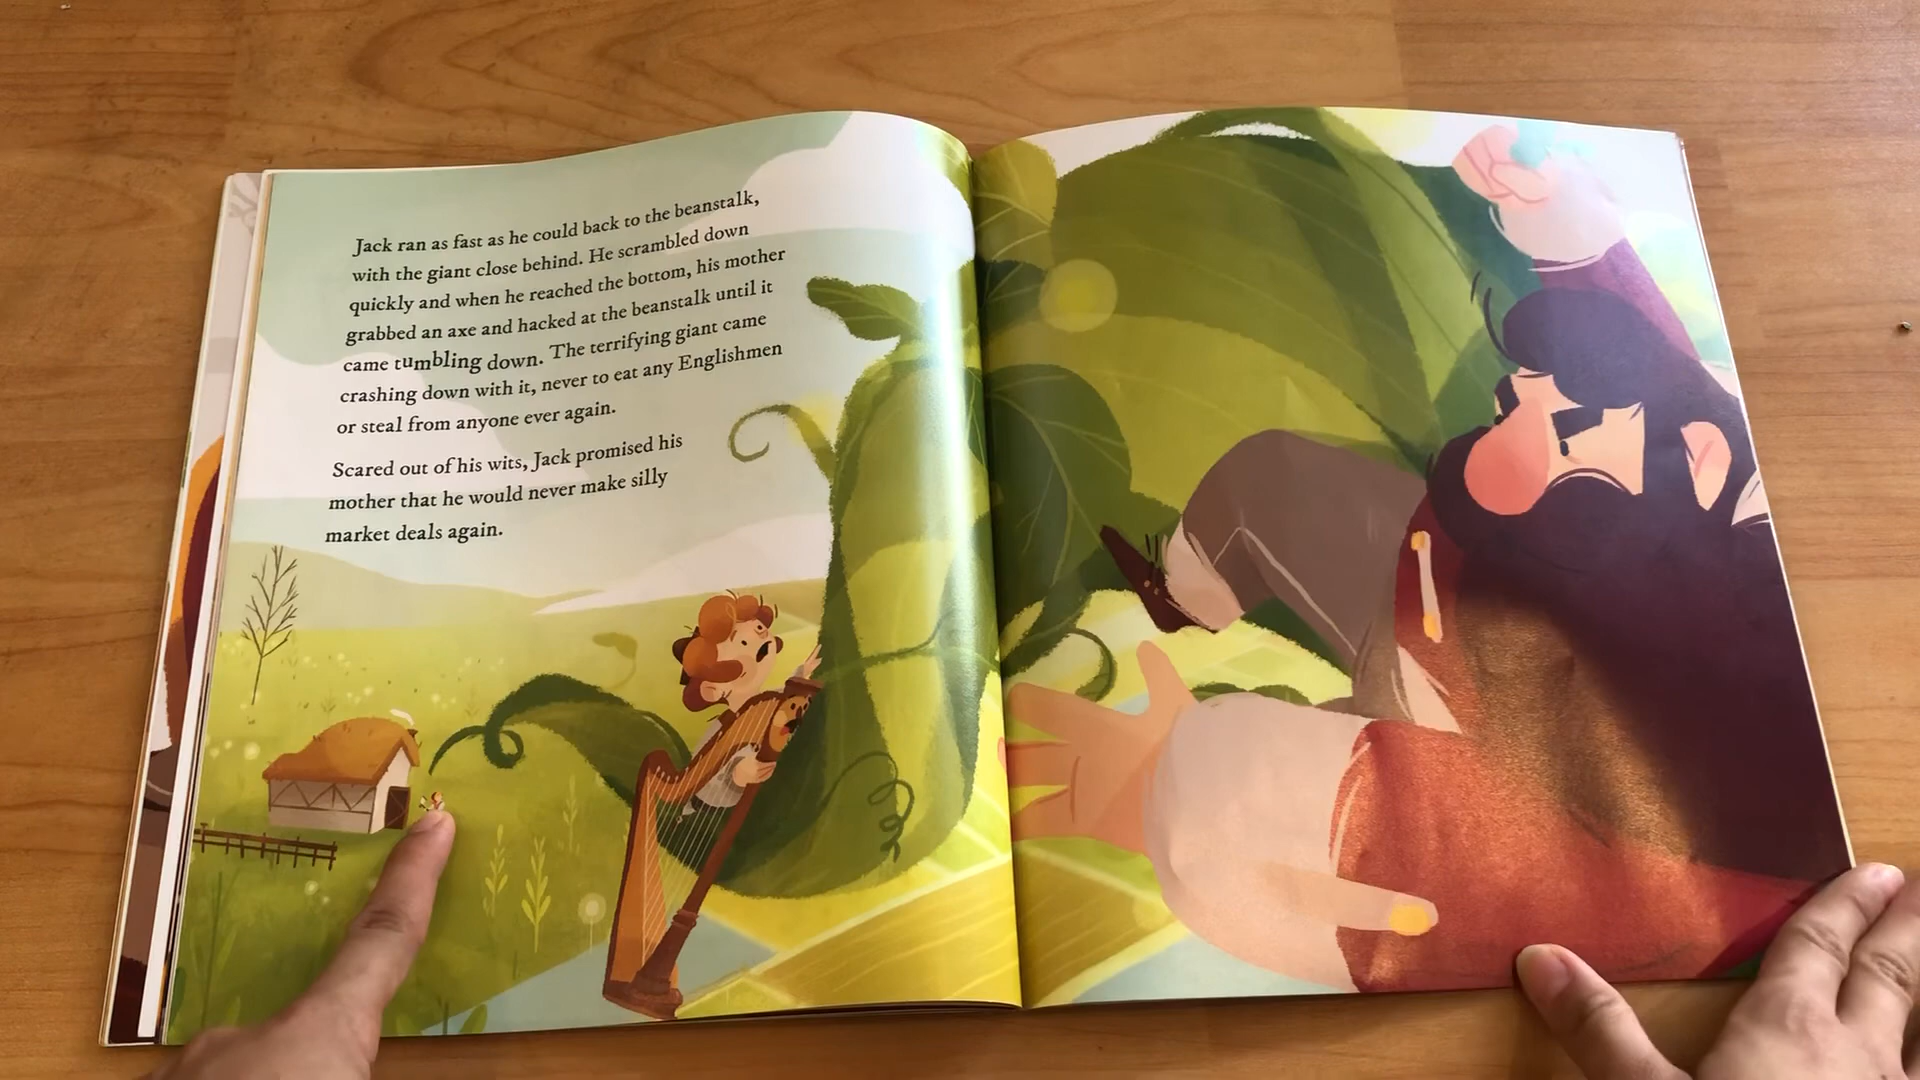 Jack ran as fast as he could back to the beanstalk,
with the giant close behind. He scrambled down
quickly and when he reached the bottom, his mother
grabbed an axe and hacked at the beanstalk until it
came tumbling down. The terrifying giant came
crashing down with it, never to eat any Englishmen
or steal from anyone ever again.
Scared out of his wits, Jack promised his
mother that he would never make silly
market deals again.